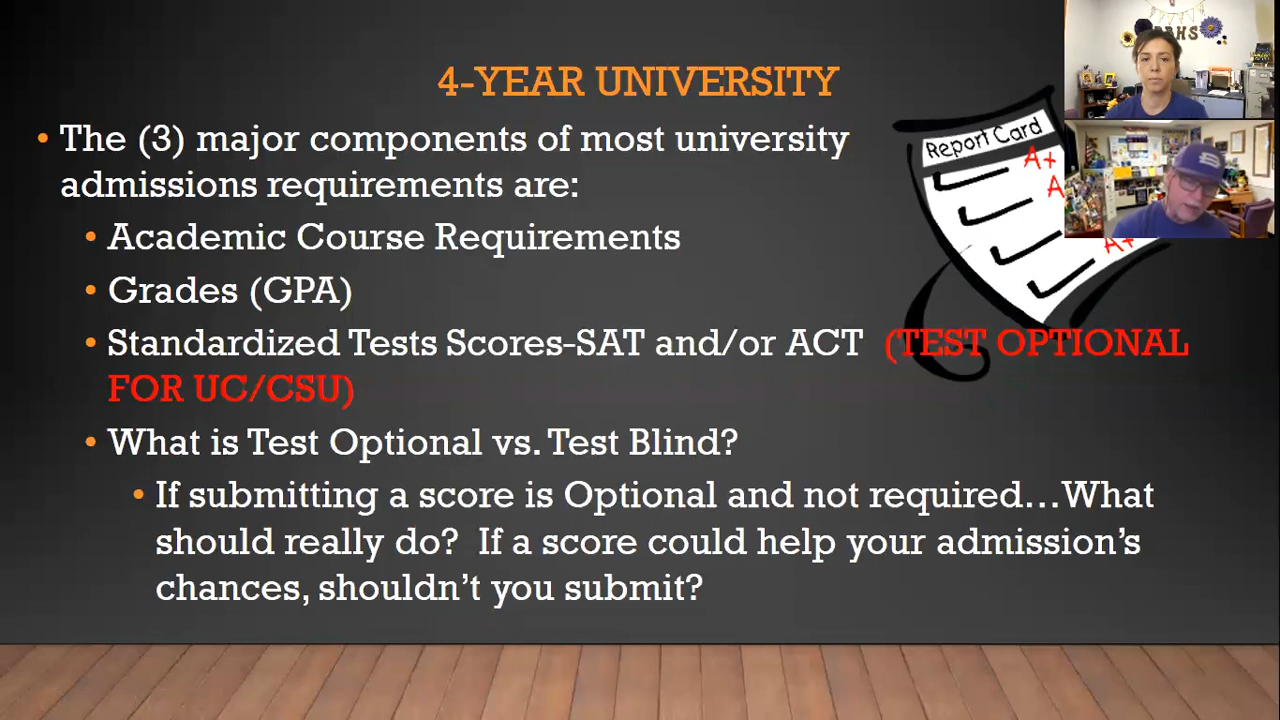 4-YEAR UNIVERSITY
• The (3) major components of most university
admissions requirements are:
• Academic Course Requirements
• Grades (GPA)
• Standardized Tests Scores-SAT and/or ACT (TEST OPTIONAL
FOR UC/CSU)
• What is Test Optional vs. Test Blind?
• If submitting a score is Optional and not required…What
should really do? If a score could help your admission's
chances, shouldn't you submit?
Report Card
A+
A
A+